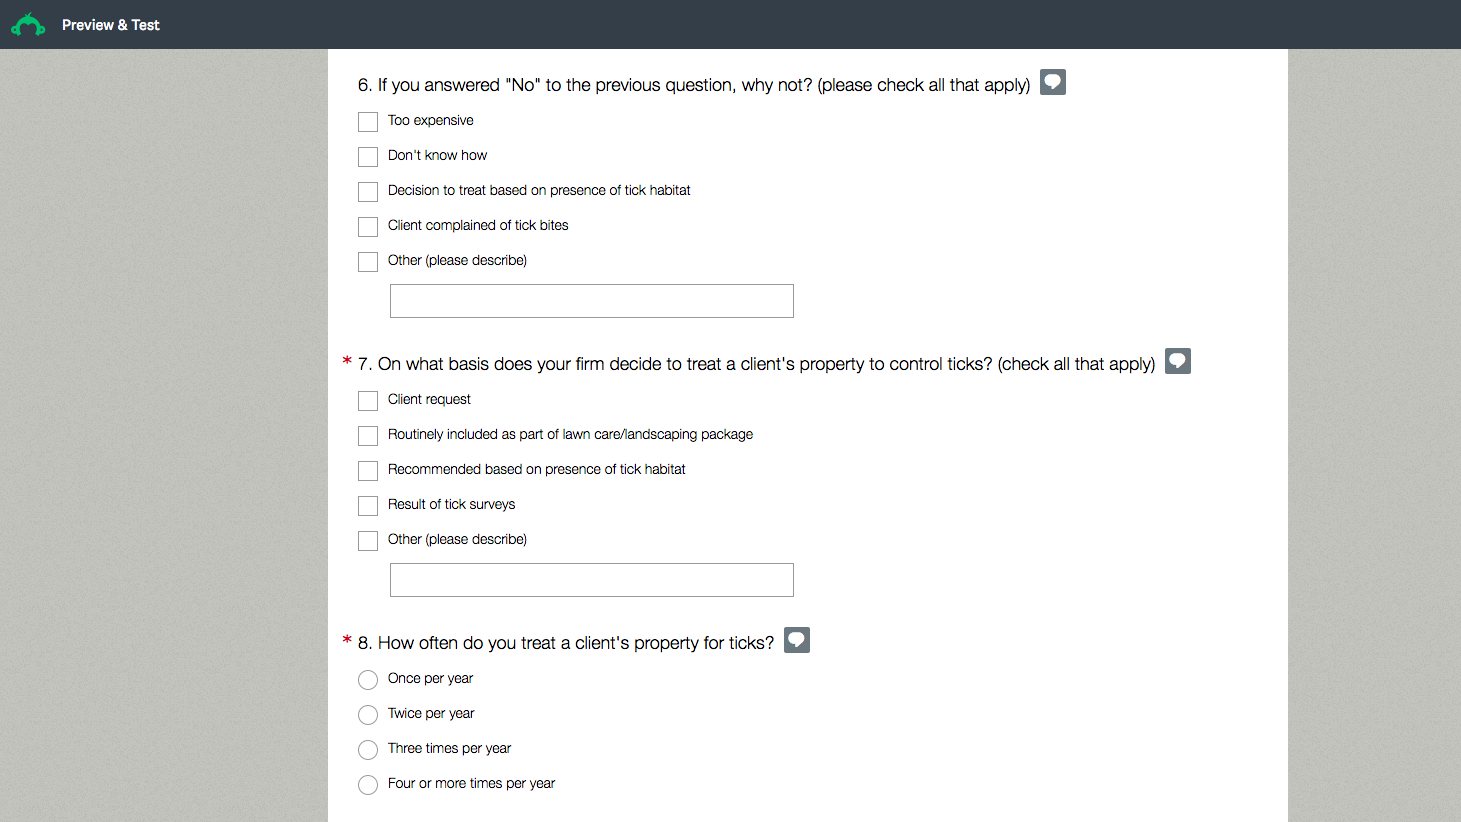 Preview & Test
6. If you answered "No" to the previous question, why not? (please check all that apply)
Too expensive
Don't know how
Decision to treat based on presence of tick habitat
Client complained of tick bites
Other (please describe)
* 7. On what basis does your firm decide to treat a client's property to control ticks? (check all that apply)
Client request
Routinely included as part of lawn care/landscaping package
Recommended based on presence of tick habitat
Result of tick surveys
Other (please describe)
* 8. How often do you treat a client's property for ticks?
Once per year
Twice per year
Three times per year
Four or more times per year